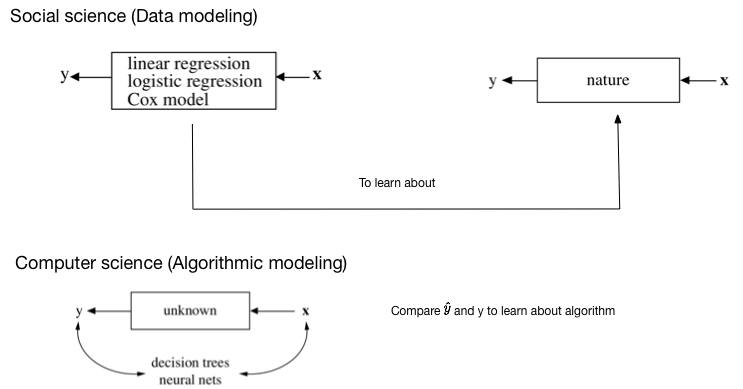 Social science (Data modeling)
y
linear regression
logistic regression
Cox model
x
y
nature
x
To learn about
Computer science (Algorithmic modeling)
y
unknown
x
Compare ŷ and y to learn about algorithm
decision trees
neural nets